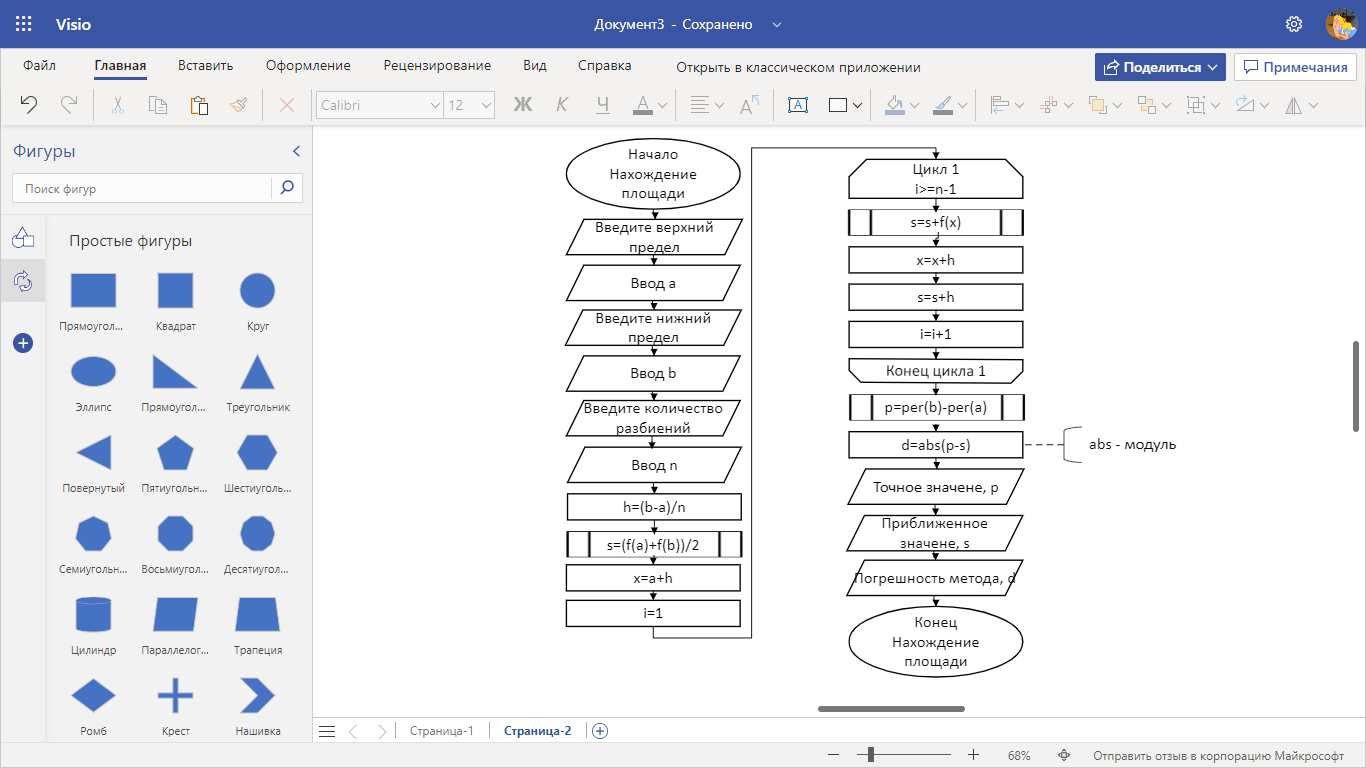 Visio
Документ3 - Сохранено
Файл
Главная
Вставить
Оформление
Рецензирование
Вид
Справка
Открыть в классическом приложении
Поделиться
Примечания
Calibri
12
Ж
К
Ч
А
Фигуры
Поиск фигур
Простые фигуры
Прямоугол...
Квадрат
Круг
Эллипс
Прямоугол...
Треугольник
Повернутый
Пятиугольн...
Шестиуголь...
Семиугольн...
Восьмиугол...
Десятиугол...
Цилиндр
Параллелог...
Трапеция
Ромб
Крест
Нашивка
Начало
Нахождение
площади
Введите верхний
предел
Ввод a
Введите нижний
предел
Ввод b
Введите количество
разбиений
Ввод n
h=(b-a)/n
s=(f(a)+f(b))/2
x=a+h
i=1
Цикл 1
i>=n-1
s=s+f(x)
x=x+h
s=s+h
i=i+1
Конец цикла 1
p=per(b)-per(a)
d=abs(p-s)
abs - модуль
Точное значене, p
Приближенное
значене, s
Погрешность метода, d
Конец
Нахождение
площади
Страница-1
Страница-2
68%
Отправить отзыв в корпорацию Майкрософт